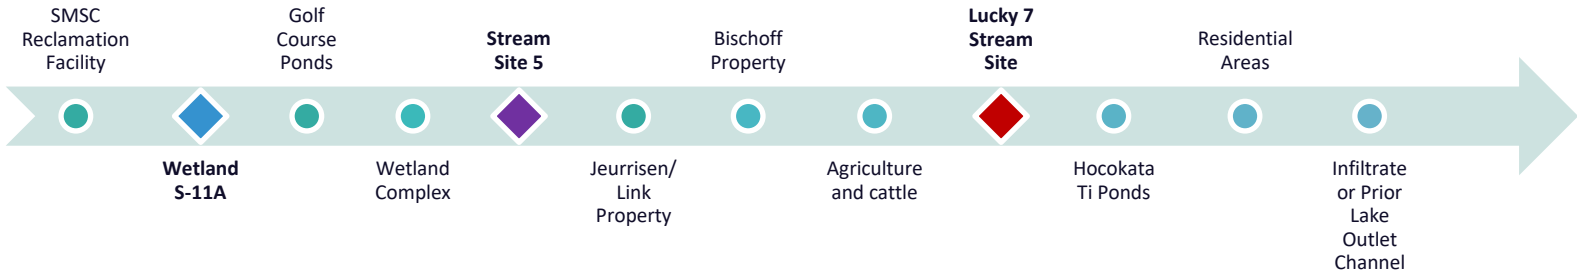 SMSC
Reclamation
Facility
Wetland
S-11A
Golf
Course
Ponds
Wetland
Complex
Stream
Site 5
Jeurrisen/
Link
Property
Bischoff
Property
Agriculture
and cattle
Lucky 7
Stream
Site
Hocokata
Ti Ponds
Residential
Areas
Infiltrate
or Prior
Lake
Outlet
Channel